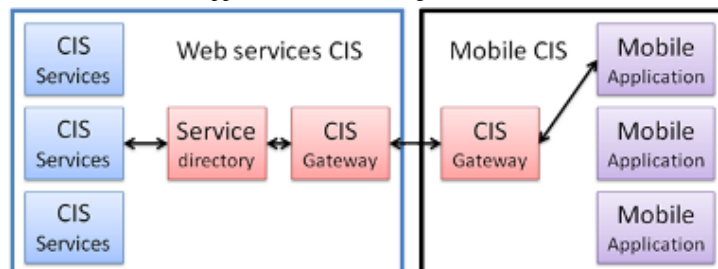 CIS
Services
Web services CIS
CIS
Services
Service
directory
CIS
Gateway
CIS
Services
Mobile CIS
Mobile
Application
CIS
Gateway
Mobile
Application
Mobile
Application